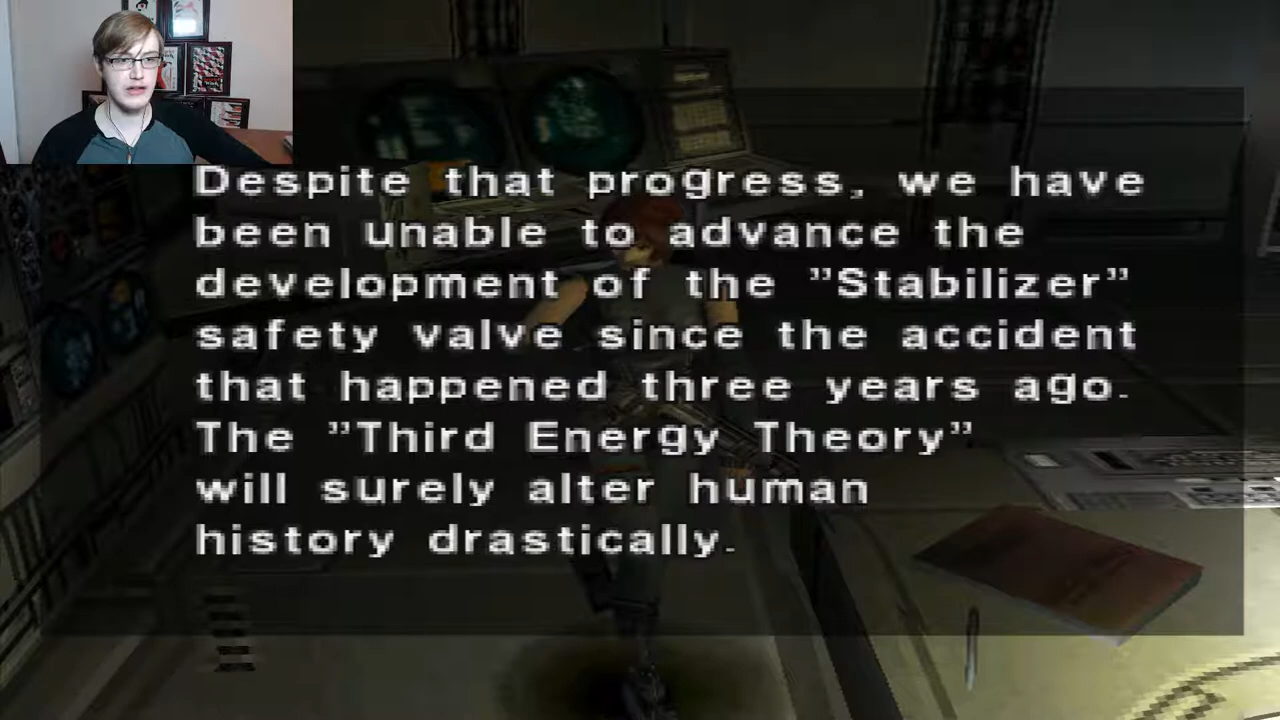 Despite that progress, we have
been unable to advance the
development of the "Stabilizer"
safety valve since the accident
that happened three years ago.
The "Third Energy Theory"
will surely alter human
history drastically.